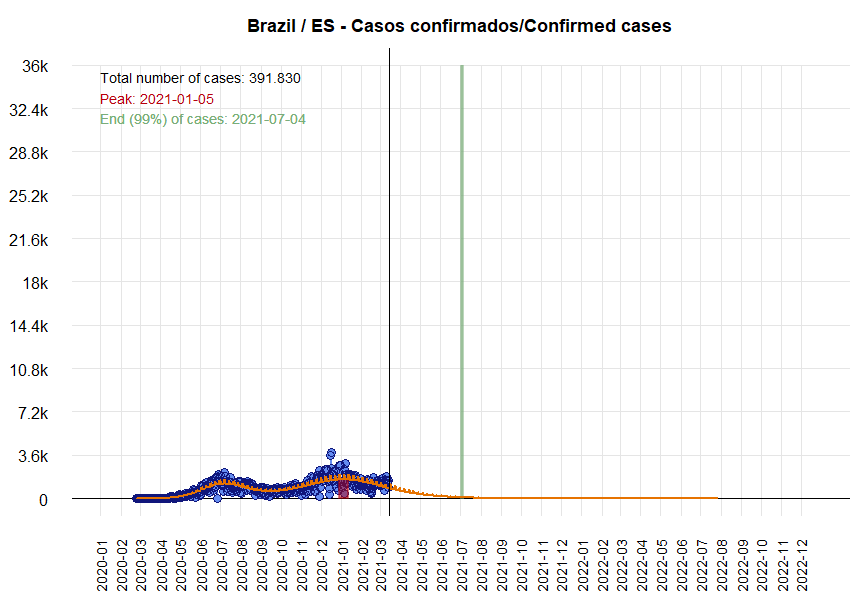 Brazil / ES - Casos confirmados/Confirmed cases
36k
Total number of cases: 391.830
Peak: 2021-01-05
32.4k
End (99%) of cases: 2021-07-04
28.8k
25.2k
21.6k
18k
14.4k
10.8k
7.2k
3.6k
0
2020-01
2020-02
2020-03
2020-04
2020-05
2020-06
2020-07
2020-08
2020-09
2020-10
2020-11
2020-12
2021-01
2021-02
2021-03
2021-04
2021-05
2021-06
2021-07
2021-08
2021-09
2021-10
2021-11
2021-12
2022-01
2022-02
2022-03
2022-04
2022-05
2022-06
2022-07
2022-08
2022-09
2022-10
2022-11
2022-12